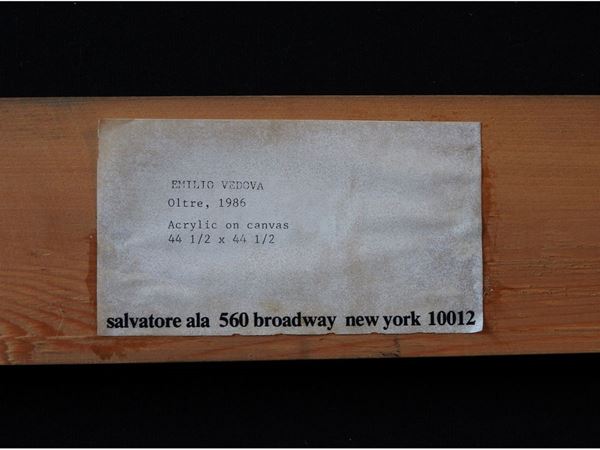 EMILIO VEDOVA
Oltre, 1986
Acrylic on canvas
44 1/2 x 44 1/2
salvatore ala 560 broadway new york 10012